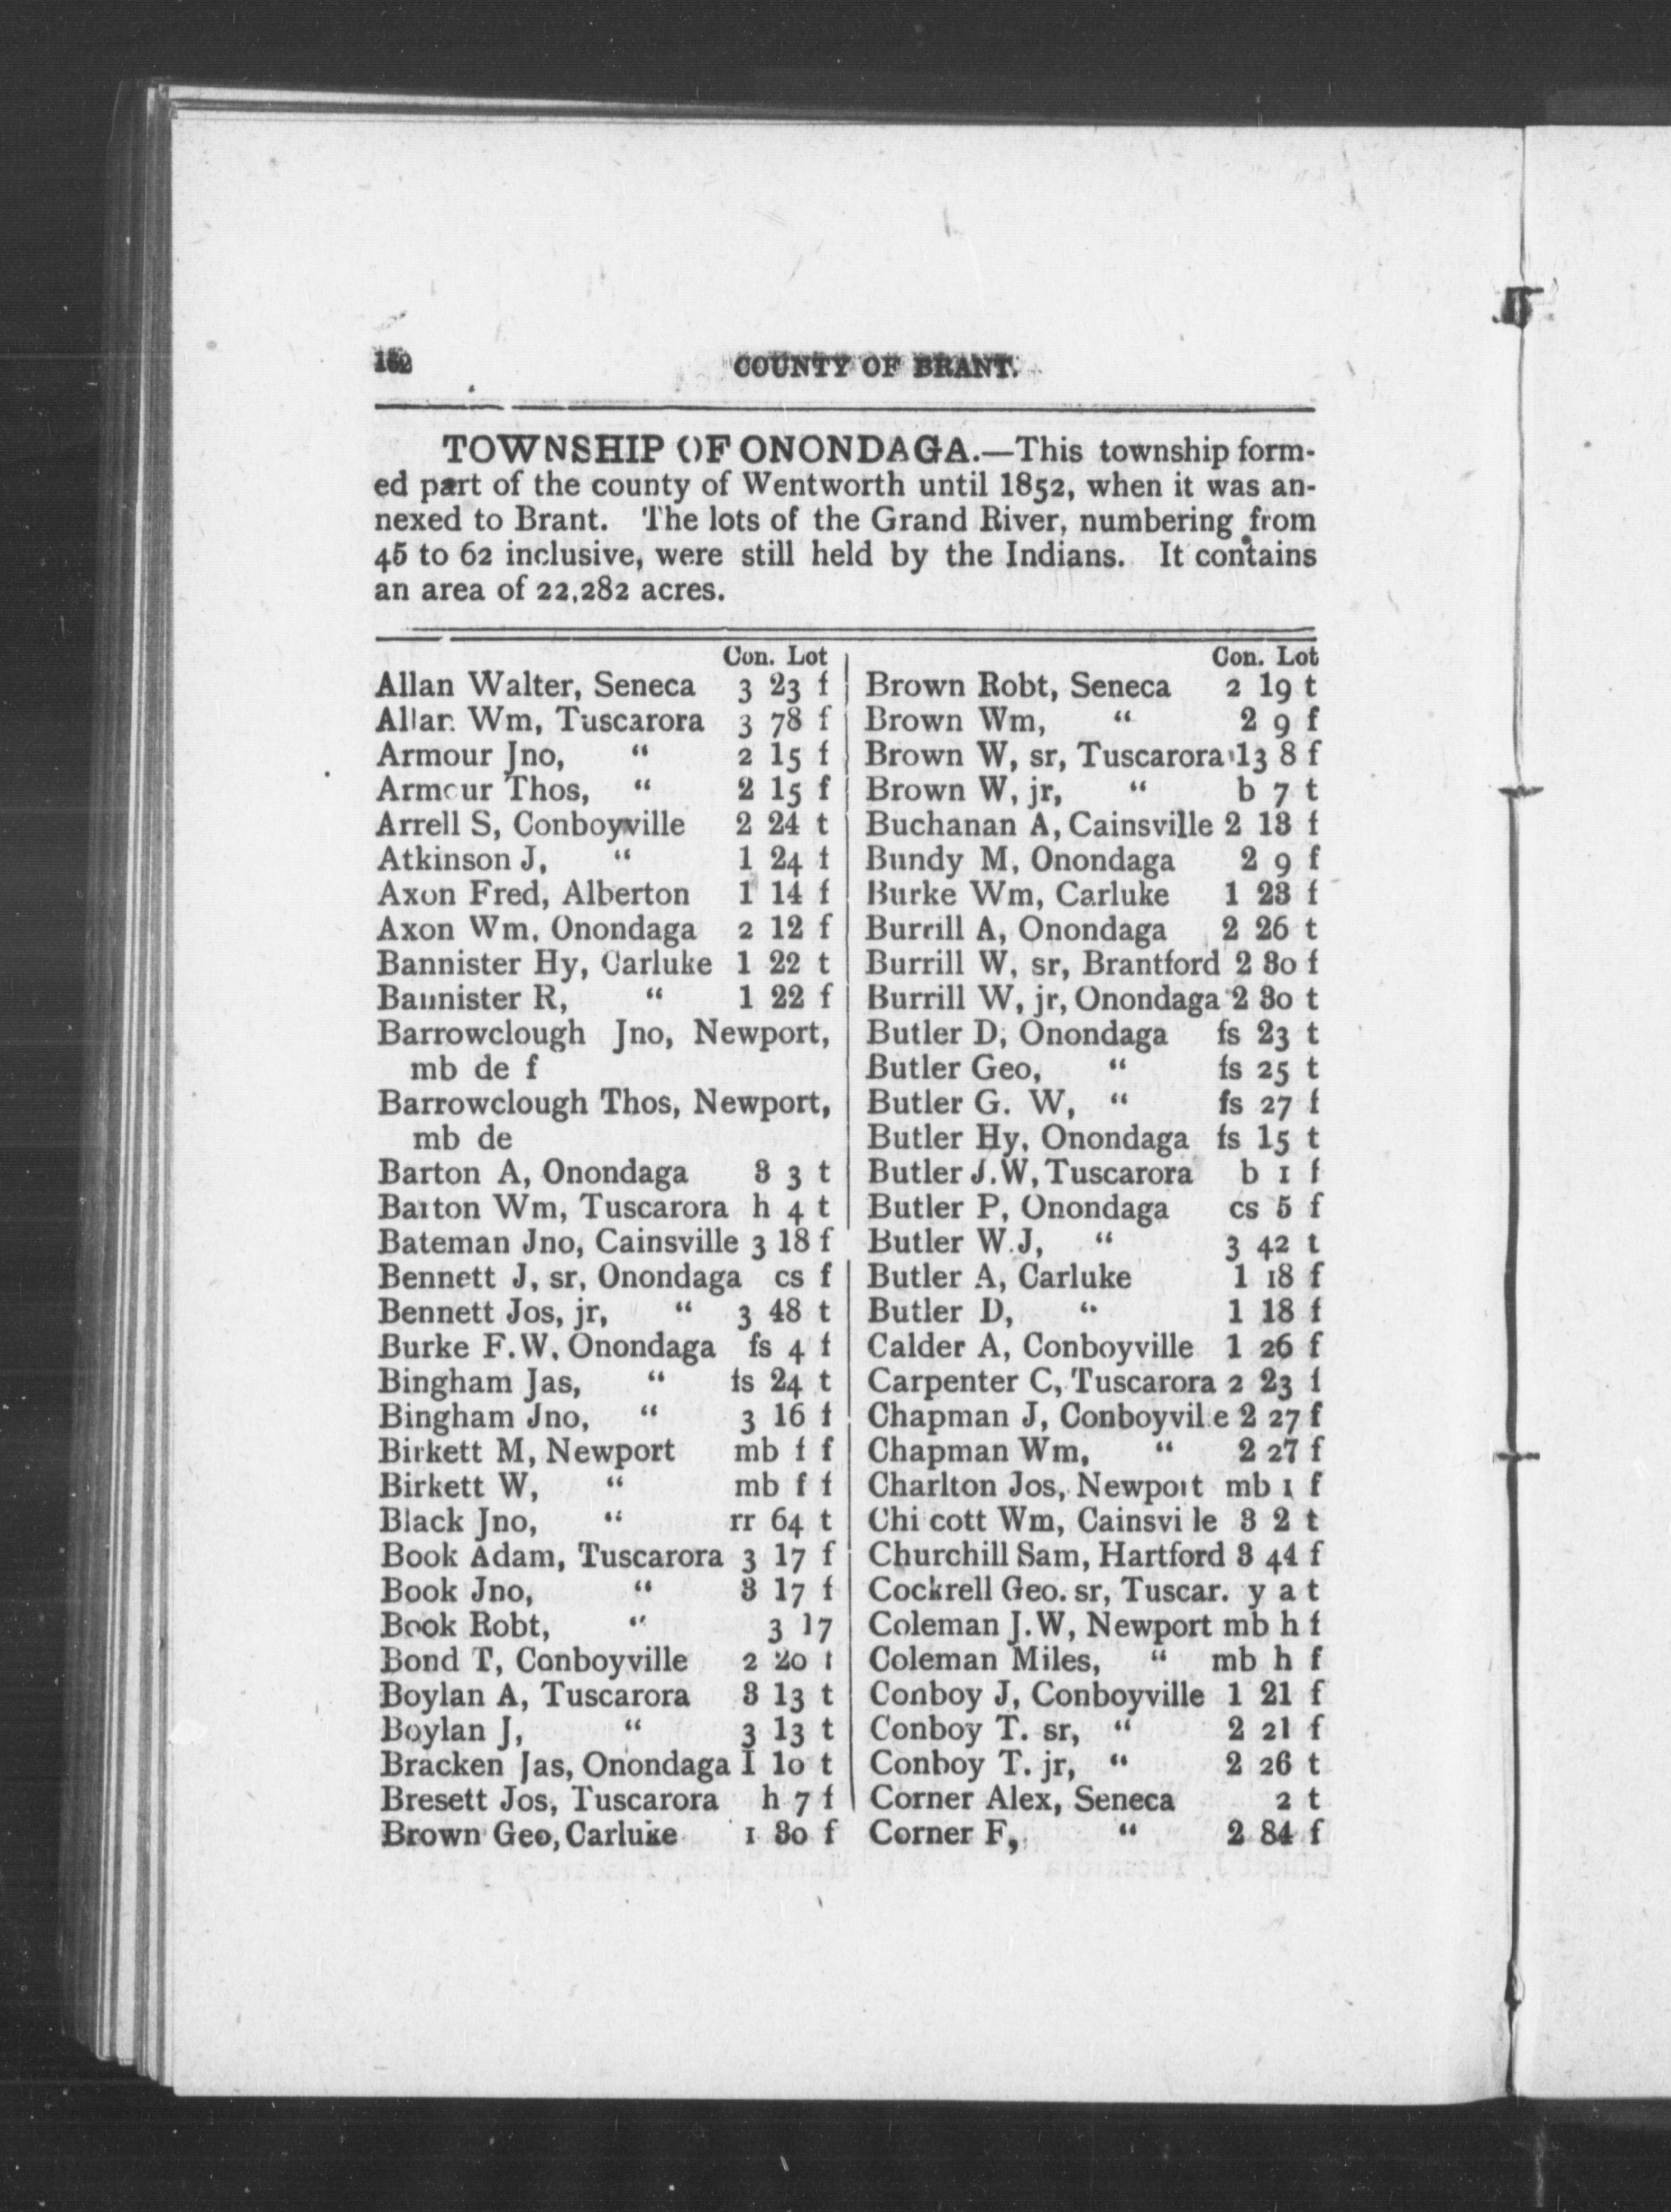 152 COUNTY OF BRANT.
TOWNSHIP OF ONONDAGA.—This township form-
ed part of the county of Wentworth until 1852, when it was an-
nexed to Brant. The lots of the Grand River, numbering from
45 to 62 inclusive, were still held by the Indians. It contains
an area of 22,282 acres.
Con. Lot
Allan Walter, Seneca 3 23 f
Allan Wm, Tuscarora 3 78 f
Armour Jno, “ 2 15 f
Armour Thos, “ 2 15 f
Arrell S, Conboyville 2 24 t
Atkinson J, “ 1 24 t
Axon Fred, Alberton 1 14 f
Axon Wm, Onondaga 2 12 f
Bannister Hy, Carluke 1 22 t
Bannister R, “ 1 22 f
Barrowclough Jno, Newport,
mb de f
Barrowclough Thos, Newport,
mb de
Barton A, Onondaga 3 3 t
Barton Wm, Tuscarora h 4 t
Bateman Jno, Cainsville 3 18 f
Bennett J, sr, Onondaga cs f
Bennett Jos, jr, “ 3 48 t
Burke F.W, Onondaga fs 4 f
Bingham Jas, “ fs 24 t
Bingham Jno, “ 3 16 f
Birkett M, Newport mb f f
Birkett W, “ mb f f
Black Jno, “ rr 64 t
Book Adam, Tuscarora 3 17 f
Book Jno, “ 3 17 f
Book Robt, “ 3 17
Bond T, Conboyville 2 20 t
Boylan A, Tuscarora 3 13 t
Boylan J, “ 3 13 t
Bracken Jas, Onondaga I 10 t
Bresett Jos, Tuscarora h 7 f
Brown Geo, Carluke 1 30 f
Con. Lot
Brown Robt, Seneca 2 19 t
Brown Wm, “ 2 9 f
Brown W, sr, Tuscarora 13 8 f
Brown W, jr, “ b 7 t
Buchanan A, Cainsville 2 13 f
Bundy M, Onondaga 2 9 f
Burke Wm, Carluke 1 23 f
Burrill A, Onondaga 2 26 t
Burrill W, sr, Brantford 2 30 f
Burrill W, jr, Onondaga 2 30 t
Butler D, Onondaga fs 23 t
Butler Geo, “ fs 25 t
Butler G. W, “ fs 27 f
Butler Hy, Onondaga fs 15 t
Butler J.W, Tuscarora b 1 f
Butler P, Onondaga cs 5 f
Butler W.J, “ 3 42 t
Butler A, Carluke 1 18 f
Butler D, “ 1 18 f
Calder A, Conboyville 1 26 f
Carpenter C, Tuscarora 2 23 f
Chapman J, Conboyvil e 2 27 f
Chapman Wm, “ 2 27 f
Charlton Jos, Newport mb 1 f
Chi cott Wm, Cainsvi le 3 2 t
Churchill Sam, Hartford 3 44 f
Cockrell Geo. sr, Tuscar. y a t
Coleman J.W, Newport mb h f
Coleman Miles, “ mb h f
Conboy J, Conboyville 1 21 f
Conboy T. sr, “ 2 21 f
Conboy T. jr, “ 2 26 t
Corner Alex, Seneca 2 t
Corner F, “ 2 34 f